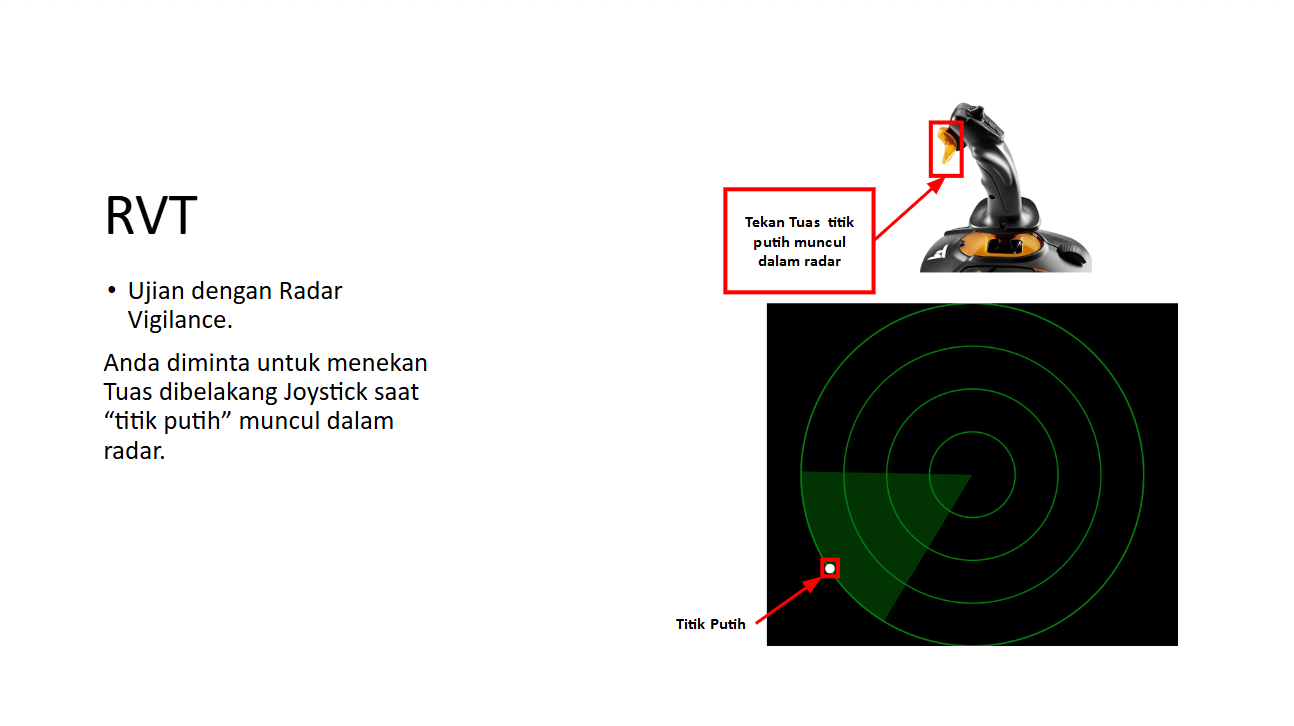 RVT
• Ujian dengan Radar
Vigilance.
Anda diminta untuk menekan
Tuas dibelakang Joystick saat
“titik putih” muncul dalam
radar.
Tekan Tuas  titik
putih muncul
dalam radar
Titik Putih